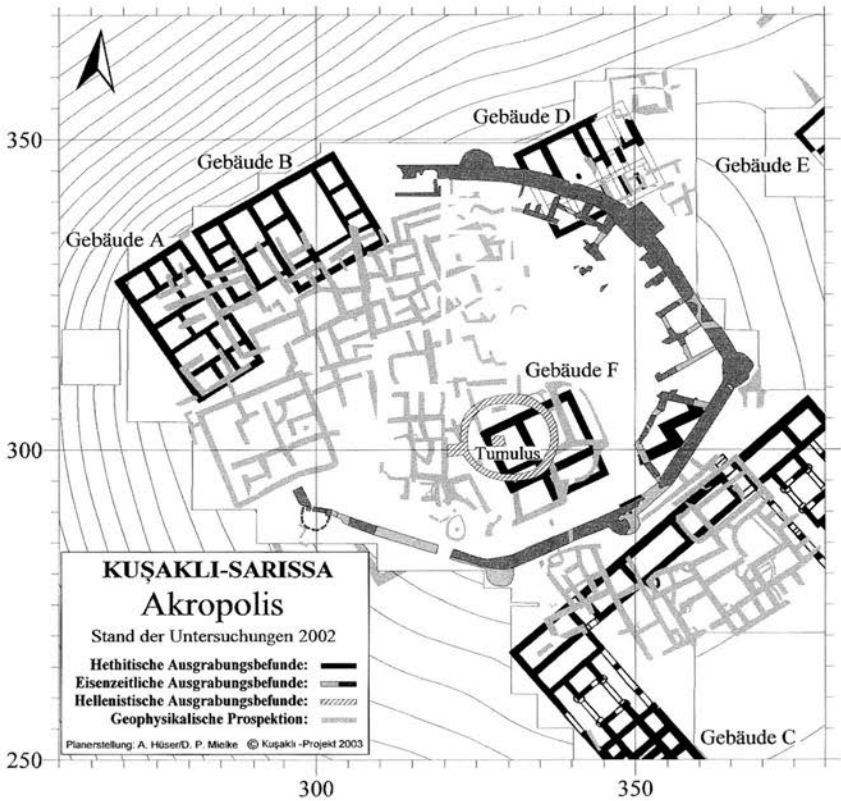 350
300
250
300
350
Gebäude A
Gebäude B
Gebäude D
Gebäude E
Gebäude F
Tumulus
Gebäude C
KUŞAKLI-SARISSA
Akropolis
Stand der Untersuchungen 2002
Hethitische Ausgrabungsbefunde:
Eisenzeitliche Ausgrabungsbefunde:
Hellenistische Ausgrabungsbefunde:
Geophysikalische Prospektion:
Planerstellung: A. Hüser/D. P. Mielke © Kuşaklı -Projekt 2003